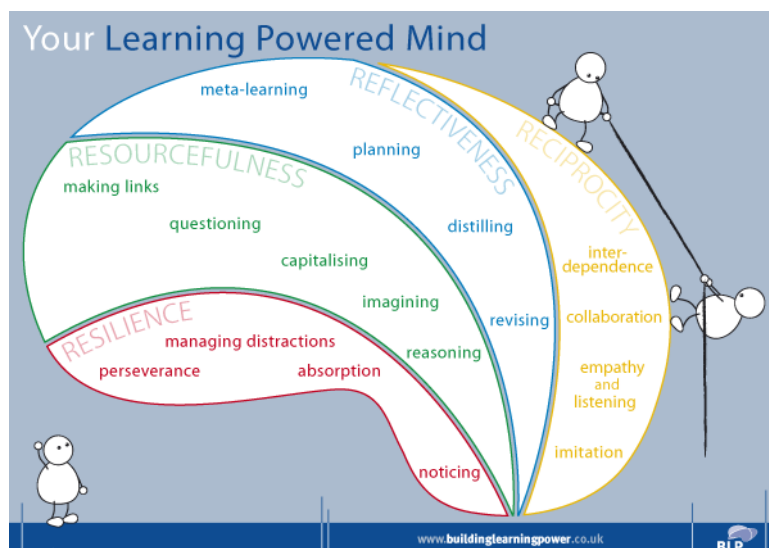 Your Learning Powered Mind
REFLECTIVENESS
meta-learning
planning
distilling
revising
RESOURCEFULNESS
making links
questioning
capitalising
imagining
reasoning
RESILIENCE
managing distractions
perseverance
absorption
noticing
RECIPROCITY
inter-
dependence
collaboration
empathy
and
listening
imitation
www.buildinglearningpower.co.uk
BLP